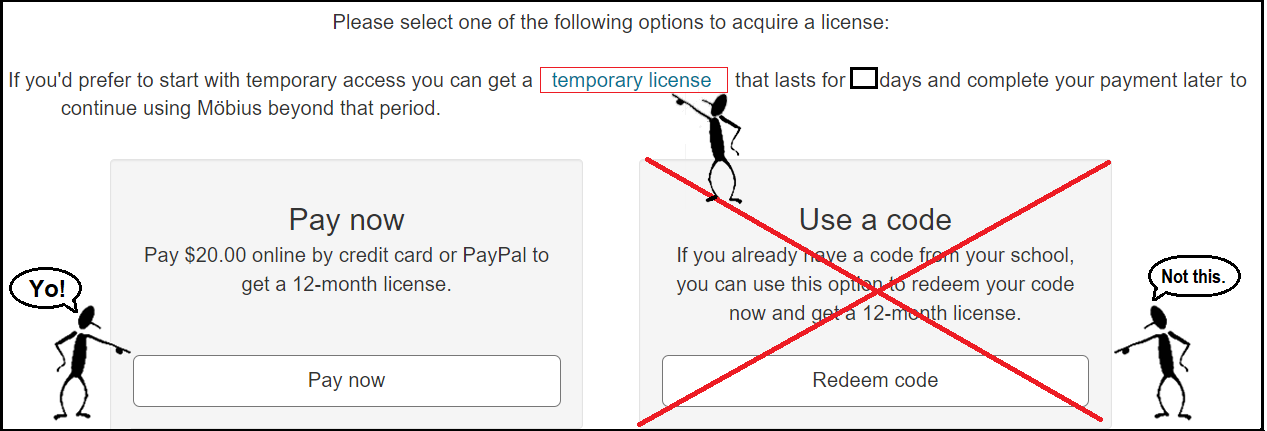 Please select one of the following options to acquire a license:
If you'd prefer to start with temporary access you can get a temporary license that lasts for days and complete your payment later to
continue using Möbius beyond that period.
Pay now
Pay $20.00 online by credit card or PayPal to
get a 12-month license.
Yo!
Pay now
Use a code
If you already have a code from your school,
you can use this option to redeem your code
now and get a 12-month license.
Not this.
Redeem code